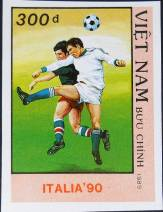 300đ
VIỆT NAM
BƯU CHÍNH
1989
ITALIA'90